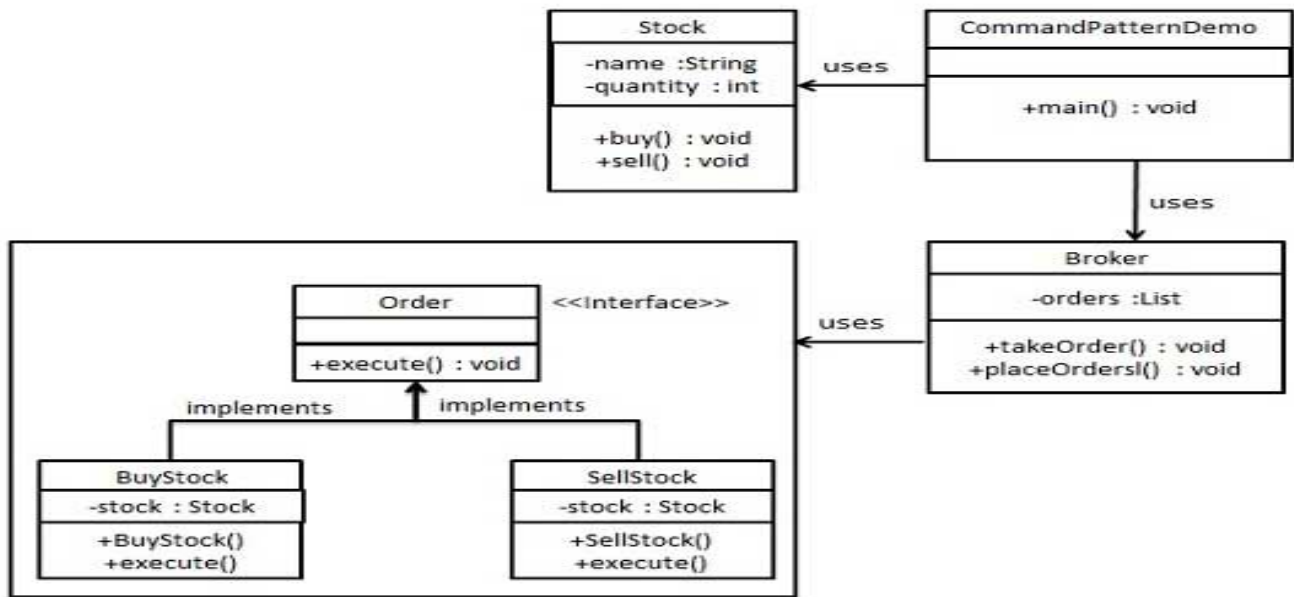 Stock
-name :String
-quantity : int
+buy() : void
+sell() : void
uses
CommandPatternDemo
+main() : void
uses
Broker
-orders :List
+takeOrder() : void
+placeOrdersl() : void
uses
Order
<<Interface>>
+execute() : void
implements
implements
BuyStock
-stock : Stock
+BuyStock()
+execute()
SellStock
-stock : Stock
+SellStock()
+execute()